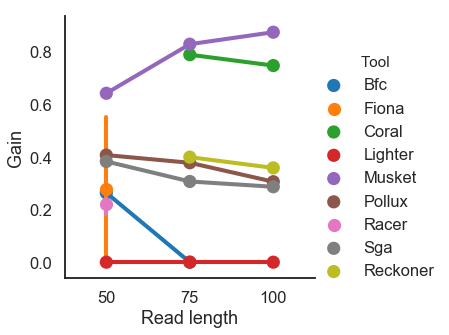 Gain
0.8
0.6
0.4
0.2
0.0
50
75
100
Read length
Tool
Bfc
Fiona
Coral
Lighter
Musket
Pollux
Racer
Sga
Reckoner